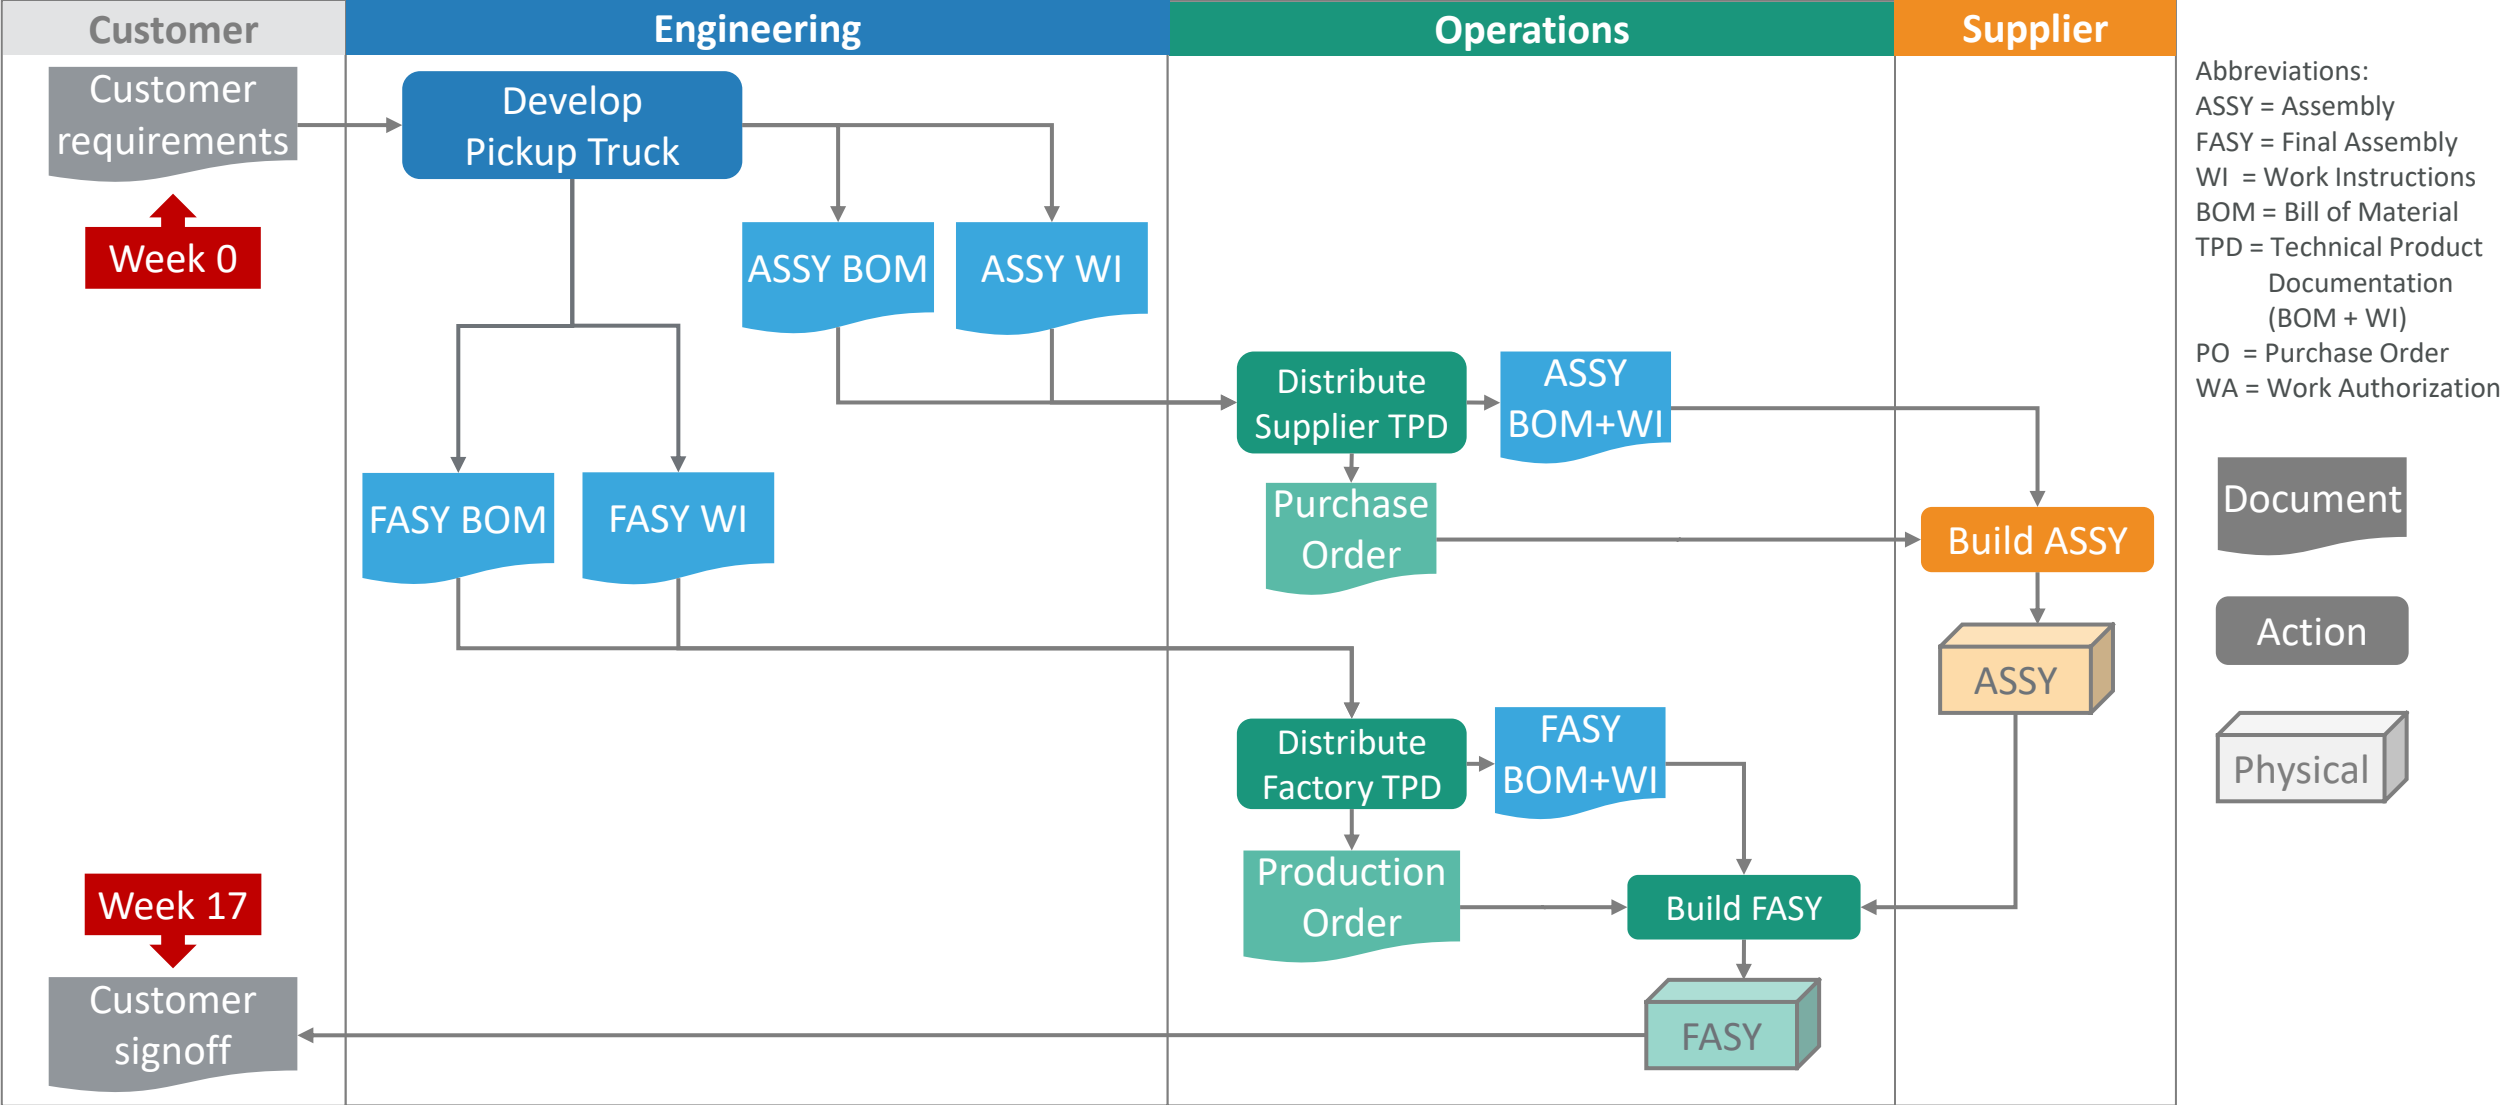 Customer
Engineering
Operations
Supplier
Customer
requirements
Week 0
Develop
Pickup Truck
ASSY BOM
ASSY WI
FASY BOM
FASY WI
Distribute
Supplier TPD
ASSY
BOM+WI
Purchase
Order
Build ASSY
ASSY
Distribute
Factory TPD
FASY
BOM+WI
Production
Order
Build FASY
FASY
Week 17
Customer
signoff
Abbreviations:
ASSY = Assembly
FASY = Final Assembly
WI = Work Instructions
BOM = Bill of Material
TPD = Technical Product
Documentation
(BOM + WI)
PO = Purchase Order
WA = Work Authorization
Document
Action
Physical